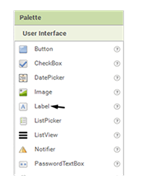 Palette
User Interface
Button
CheckBox
DatePicker
Image
Label
ListPicker
ListView
Notifier
PasswordTextBox